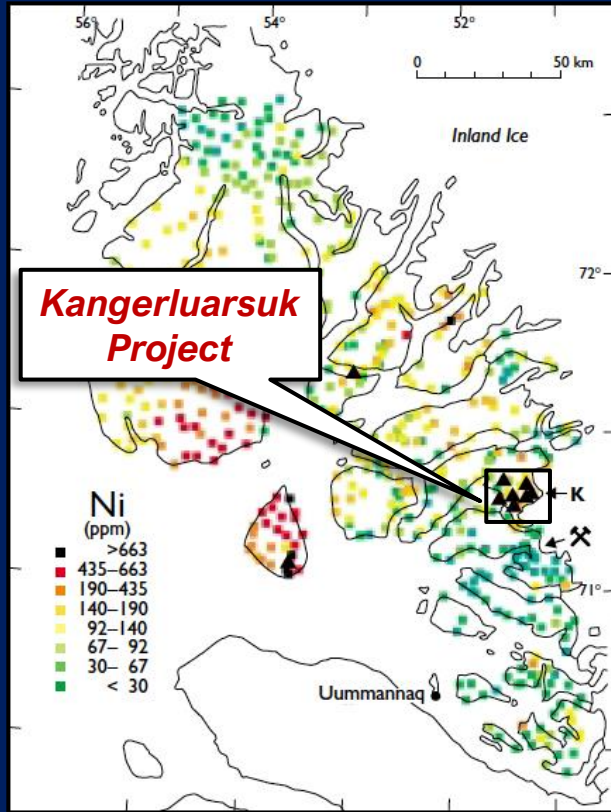 56°
54°
52°
0
50 km
Inland Ice
72°
Kangerluarsuk
Project
K
Ni
(ppm)
>663
435–663
190–435
140–190
92–140
67– 92
30– 67
< 30
71°
Uummannaq